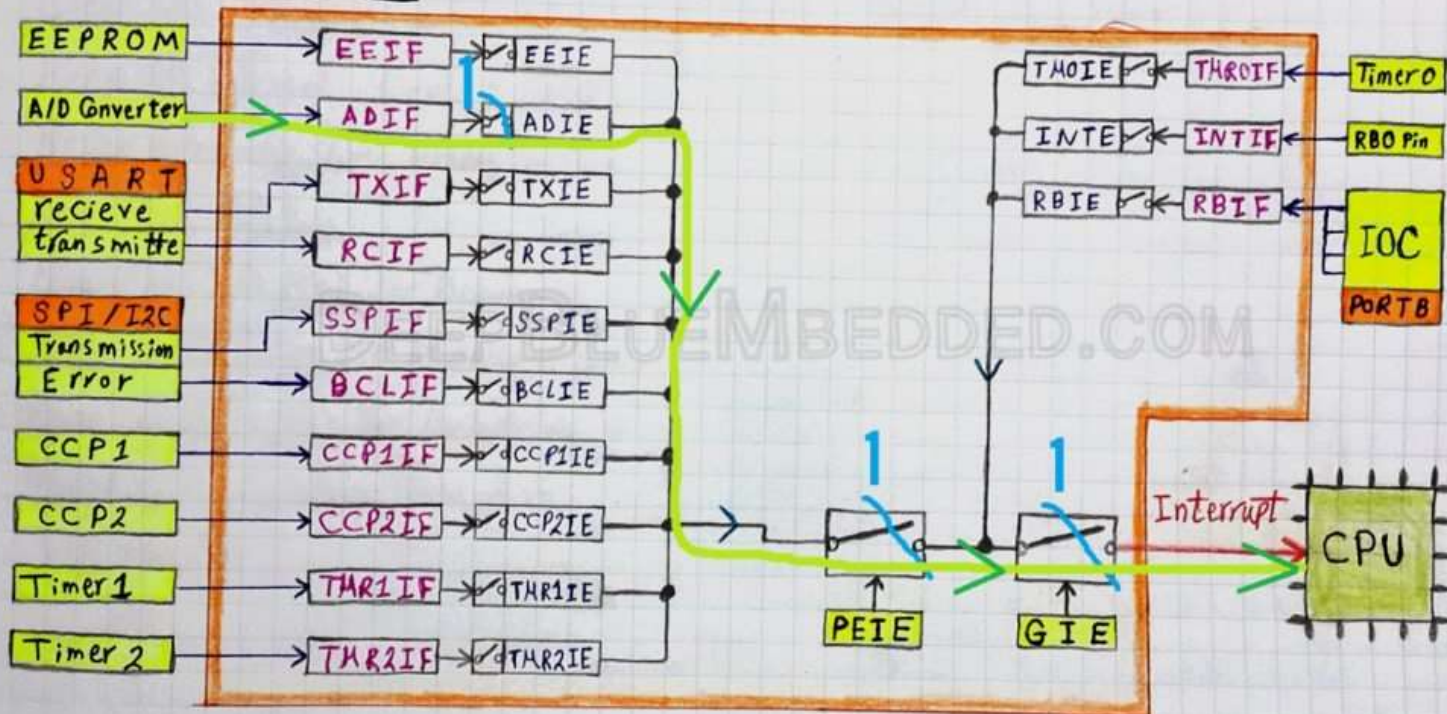 EEPROM EEIF EEIE
A/D Converter ADIF ADIE 1
USART
recieve TXIF TXIE
transmitte RCIF RCIE
SPI/I2C
Transmission SSPIF SSPIE
Error BCLIF BCLIE
CCP1 CCP1IF CCP1IE
CCP2 CCP2IF CCP2IE
Timer1 TMR1IF TMR1IE
Timer2 TMR2IF TMR2IE
TMOIE TMROIF Timer0
INTE INTIF RBO Pin
RBIE RBIF IOC
PORTB
DEEPBLUEMBEDDED.COM
1 1
PEIE GIE
Interrupt
CPU